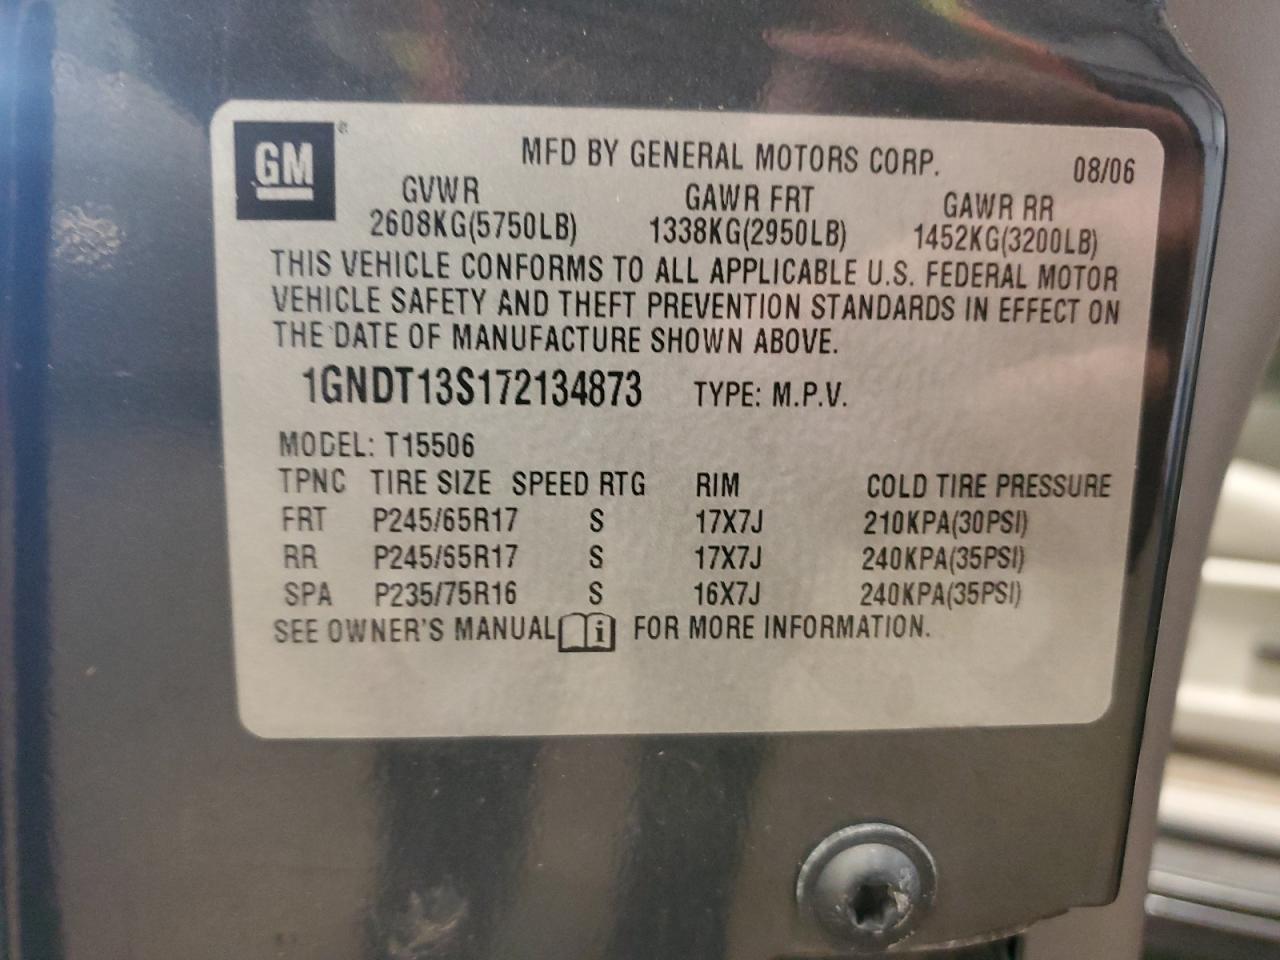 GM
MFD BY GENERAL MOTORS CORP. 08/06
GVWR GAWR FRT GAWR RR
2608KG(5750LB) 1338KG(2950LB) 1452KG(3200LB)
THIS VEHICLE CONFORMS TO ALL APPLICABLE U.S. FEDERAL MOTOR
VEHICLE SAFETY AND THEFT PREVENTION STANDARDS IN EFFECT ON
THE DATE OF MANUFACTURE SHOWN ABOVE.
1GNDT13S172134873 TYPE: M.P.V.
MODEL: T15506
TPNC TIRE SIZE SPEED RTG RIM COLD TIRE PRESSURE
FRT P245/65R17 S 17X7J 210KPA(30PSI)
RR P245/65R17 S 17X7J 240KPA(35PSI)
SPA P235/75R16 S 16X7J 240KPA(35PSI)
SEE OWNER'S MANUAL i FOR MORE INFORMATION.